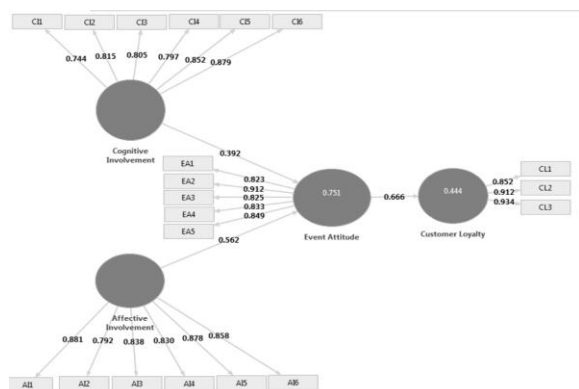 CI1 CI2 CI3 CI4 CI5 CI6
0.744 0.815 0.805 0.797 0.852 0.879
Cognitive
Involvement
0.392
EA1
EA2
EA3
EA4
EA5
0.823
0.912
0.825
0.833
0.849
0.751
Event Attitude
0.666
0.444
Customer Loyalty
0.852
0.912
0.934
CL1
CL2
CL3
0.562
Affective
Involvement
0.881 0.792 0.838 0.830 0.878 0.858
AI1 AI2 AI3 AI4 AI5 AI6